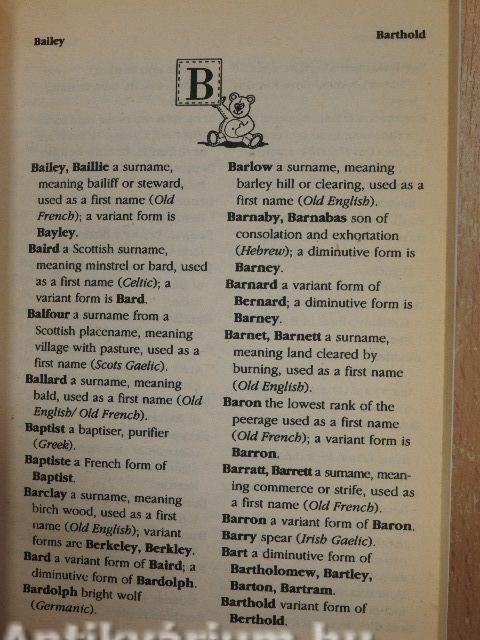 Bailey
Barthold
B
Bailey, Baillie a surname,
meaning bailiff or steward,
used as a first name (Old
French); a variant form is
Bayley.
Baird a Scottish surname,
meaning minstrel or bard, used
as a first name (Celtic); a
variant form is Bard.
Balfour a surname from a
Scottish placename, meaning
village with pasture, used as a
first name (Scots Gaelic).
Ballard a surname, meaning
bald, used as a first name (Old
English/ Old French).
Baptist a baptiser, purifier
(Greek).
Baptiste a French form of
Baptist.
Barclay a surname, meaning
birch wood, used as a first
name (Old English); variant
forms are Berkeley, Berkley.
Bard a variant form of Baird; a
diminutive form of Bardolph.
Bardolph bright wolf
(Germanic).
Barlow a surname, meaning
barley hill or clearing, used as a
first name (Old English).
Barnaby, Barnabas son of
consolation and exhortation
(Hebrew); a diminutive form is
Barney.
Barnard a variant form of
Bernard; a diminutive form is
Barney.
Barnet, Barnett a surname,
meaning land cleared by
burning, used as a first name
(Old English).
Baron the lowest rank of the
peerage used as a first name
(Old French); a variant form is
Barron.
Barratt, Barrett a surname, mean-
ing commerce or strife, used as
a first name (Old French).
Barron a variant form of Baron.
Barry spear (Irish Gaelic).
Bart a diminutive form of
Bartholomew, Bartley,
Barton, Bartram.
Barthold variant form of
Berthold.
Antikvárium.hu